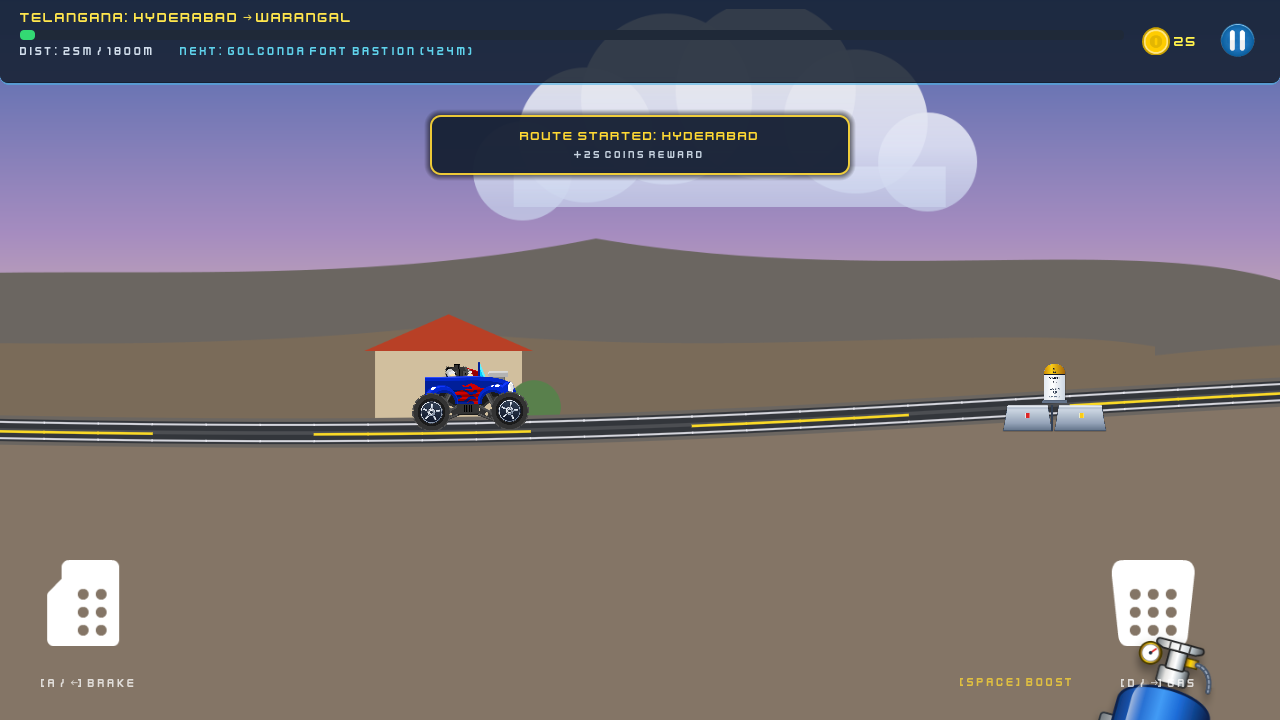 TELANGANA: HYDERABAD → WARANGAL
DIST: 25M / 1800M NEXT: GOLCONDA FORT BASTION (424M)
25
ROUTE STARTED: HYDERABAD
+25 COINS REWARD
[A / ←] BRAKE
[SPACE] BOOST
[D / →] GAS